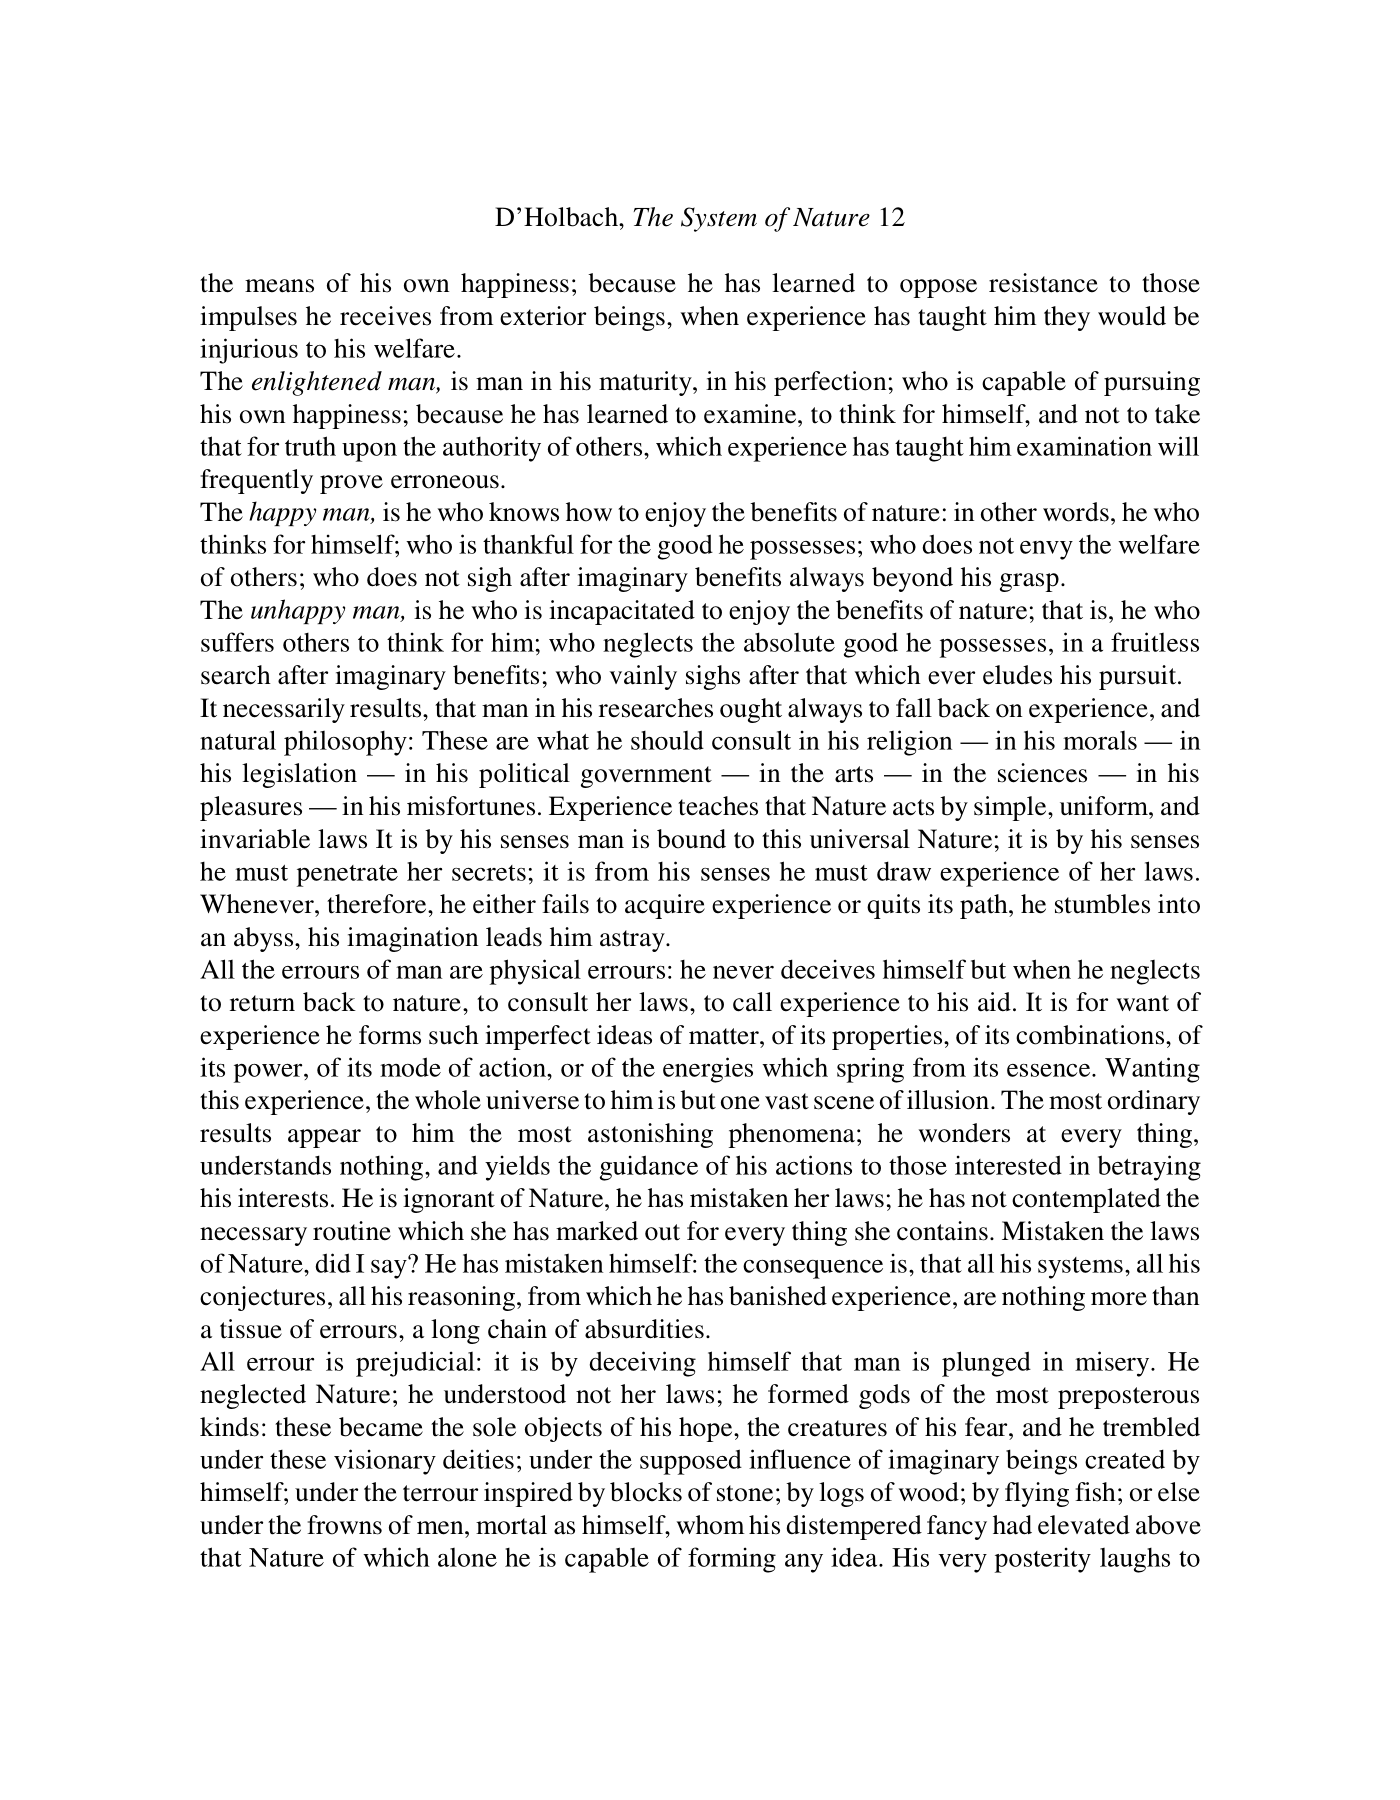 D’Holbach, The System of Nature 12
the means of his own happiness; because he has learned to oppose resistance to those
impulses he receives from exterior beings, when experience has taught him they would be
injurious to his welfare.
The enlightened man, is man in his maturity, in his perfection; who is capable of pursuing
his own happiness; because he has learned to examine, to think for himself, and not to take
that for truth upon the authority of others, which experience has taught him examination will
frequently prove erroneous.
The happy man, is he who knows how to enjoy the benefits of nature: in other words, he who
thinks for himself; who is thankful for the good he possesses; who does not envy the welfare
of others; who does not sigh after imaginary benefits always beyond his grasp.
The unhappy man, is he who is incapacitated to enjoy the benefits of nature; that is, he who
suffers others to think for him; who neglects the absolute good he possesses, in a fruitless
search after imaginary benefits; who vainly sighs after that which ever eludes his pursuit.
It necessarily results, that man in his researches ought always to fall back on experience, and
natural philosophy: These are what he should consult in his religion — in his morals — in
his legislation — in his political government — in the arts — in the sciences — in his
pleasures — in his misfortunes. Experience teaches that Nature acts by simple, uniform, and
invariable laws It is by his senses man is bound to this universal Nature; it is by his senses
he must penetrate her secrets; it is from his senses he must draw experience of her laws.
Whenever, therefore, he either fails to acquire experience or quits its path, he stumbles into
an abyss, his imagination leads him astray.
All the errours of man are physical errours: he never deceives himself but when he neglects
to return back to nature, to consult her laws, to call experience to his aid. It is for want of
experience he forms such imperfect ideas of matter, of its properties, of its combinations, of
its power, of its mode of action, or of the energies which spring from its essence. Wanting
this experience, the whole universe to him is but one vast scene of illusion. The most ordinary
results appear to him the most astonishing phenomena; he wonders at every thing,
understands nothing, and yields the guidance of his actions to those interested in betraying
his interests. He is ignorant of Nature, he has mistaken her laws; he has not contemplated the
necessary routine which she has marked out for every thing she contains. Mistaken the laws
of Nature, did I say? He has mistaken himself: the consequence is, that all his systems, all his
conjectures, all his reasoning, from which he has banished experience, are nothing more than
a tissue of errours, a long chain of absurdities.
All errour is prejudicial: it is by deceiving himself that man is plunged in misery. He
neglected Nature; he understood not her laws; he formed gods of the most preposterous
kinds: these became the sole objects of his hope, the creatures of his fear, and he trembled
under these visionary deities; under the supposed influence of imaginary beings created by
himself; under the terrour inspired by blocks of stone; by logs of wood; by flying fish; or else
under the frowns of men, mortal as himself, whom his distempered fancy had elevated above
that Nature of which alone he is capable of forming any idea. His very posterity laughs to